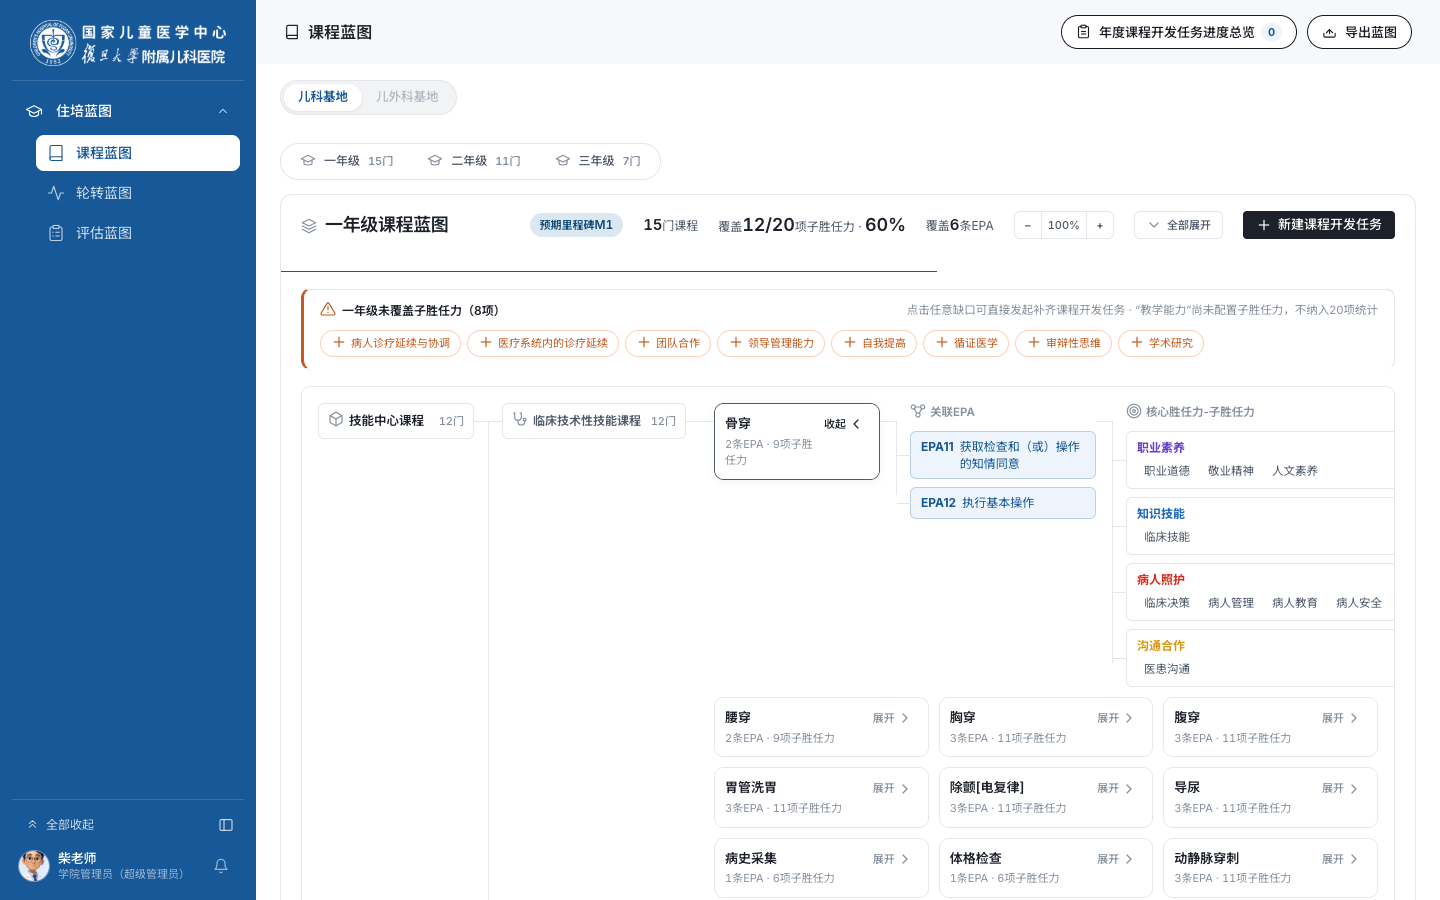 国家儿童医学中心
復旦大学附属儿科医院
1952
住培蓝图
课程蓝图
轮转蓝图
评估蓝图
全部收起
柴老师
学院管理员（超级管理员）
课程蓝图
年度课程开发任务进度总览 0
导出蓝图
儿科基地
儿外科基地
一年级 15门
二年级 11门
三年级 7门
一年级课程蓝图
预期里程碑M1
15门课程
覆盖12/20项子胜任力 · 60%
覆盖6条EPA
− 100% +
全部展开
新建课程开发任务
一年级未覆盖子胜任力（8项）
点击任意缺口可直接发起补齐课程开发任务 · “教学能力”尚未配置子胜任力，不纳入20项统计
病人诊疗延续与协调
医疗系统内的诊疗延续
团队合作
领导管理能力
自我提高
循证医学
审辩性思维
学术研究
技能中心课程 12门
临床技术性技能课程 12门
骨穿 收起
2条EPA · 9项子胜
任力
关联EPA
EPA11 获取检查和（或）操作
的知情同意
EPA12 执行基本操作
核心胜任力-子胜任力
职业素养
职业道德 敬业精神 人文素养
知识技能
临床技能
病人照护
临床决策 病人管理 病人教育 病人安全
沟通合作
医患沟通
腰穿 展开
2条EPA · 9项子胜任力
胸穿 展开
3条EPA · 11项子胜任力
腹穿 展开
3条EPA · 11项子胜任力
胃管洗胃 展开
3条EPA · 11项子胜任力
除颤[电复律] 展开
3条EPA · 11项子胜任力
导尿 展开
3条EPA · 11项子胜任力
病史采集 展开
1条EPA · 6项子胜任力
体格检查 展开
1条EPA · 6项子胜任力
动静脉穿刺 展开
3条EPA · 11项子胜任力